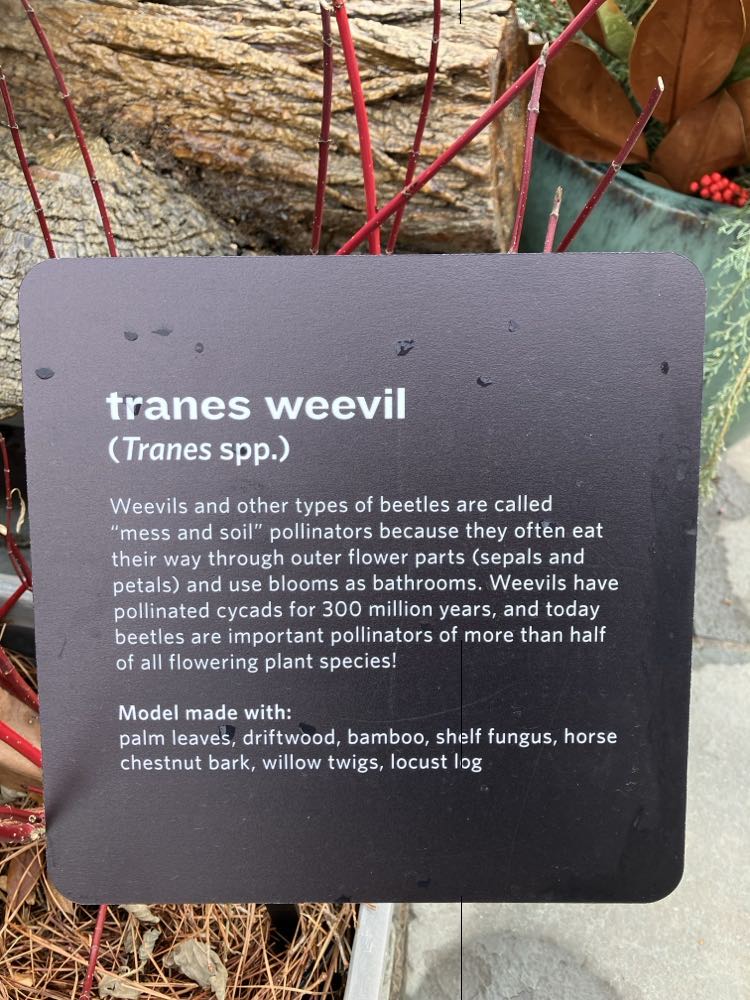 tranes weevil
(Tranes spp.)
Weevils and other types of beetles are called
“mess and soil” pollinators because they often eat
their way through outer flower parts (sepals and
petals) and use blooms as bathrooms. Weevils have
pollinated cycads for 300 million years, and today
beetles are important pollinators of more than half
of all flowering plant species!
Model made with:
palm leaves, driftwood, bamboo, shelf fungus, horse
chestnut bark, willow twigs, locust log